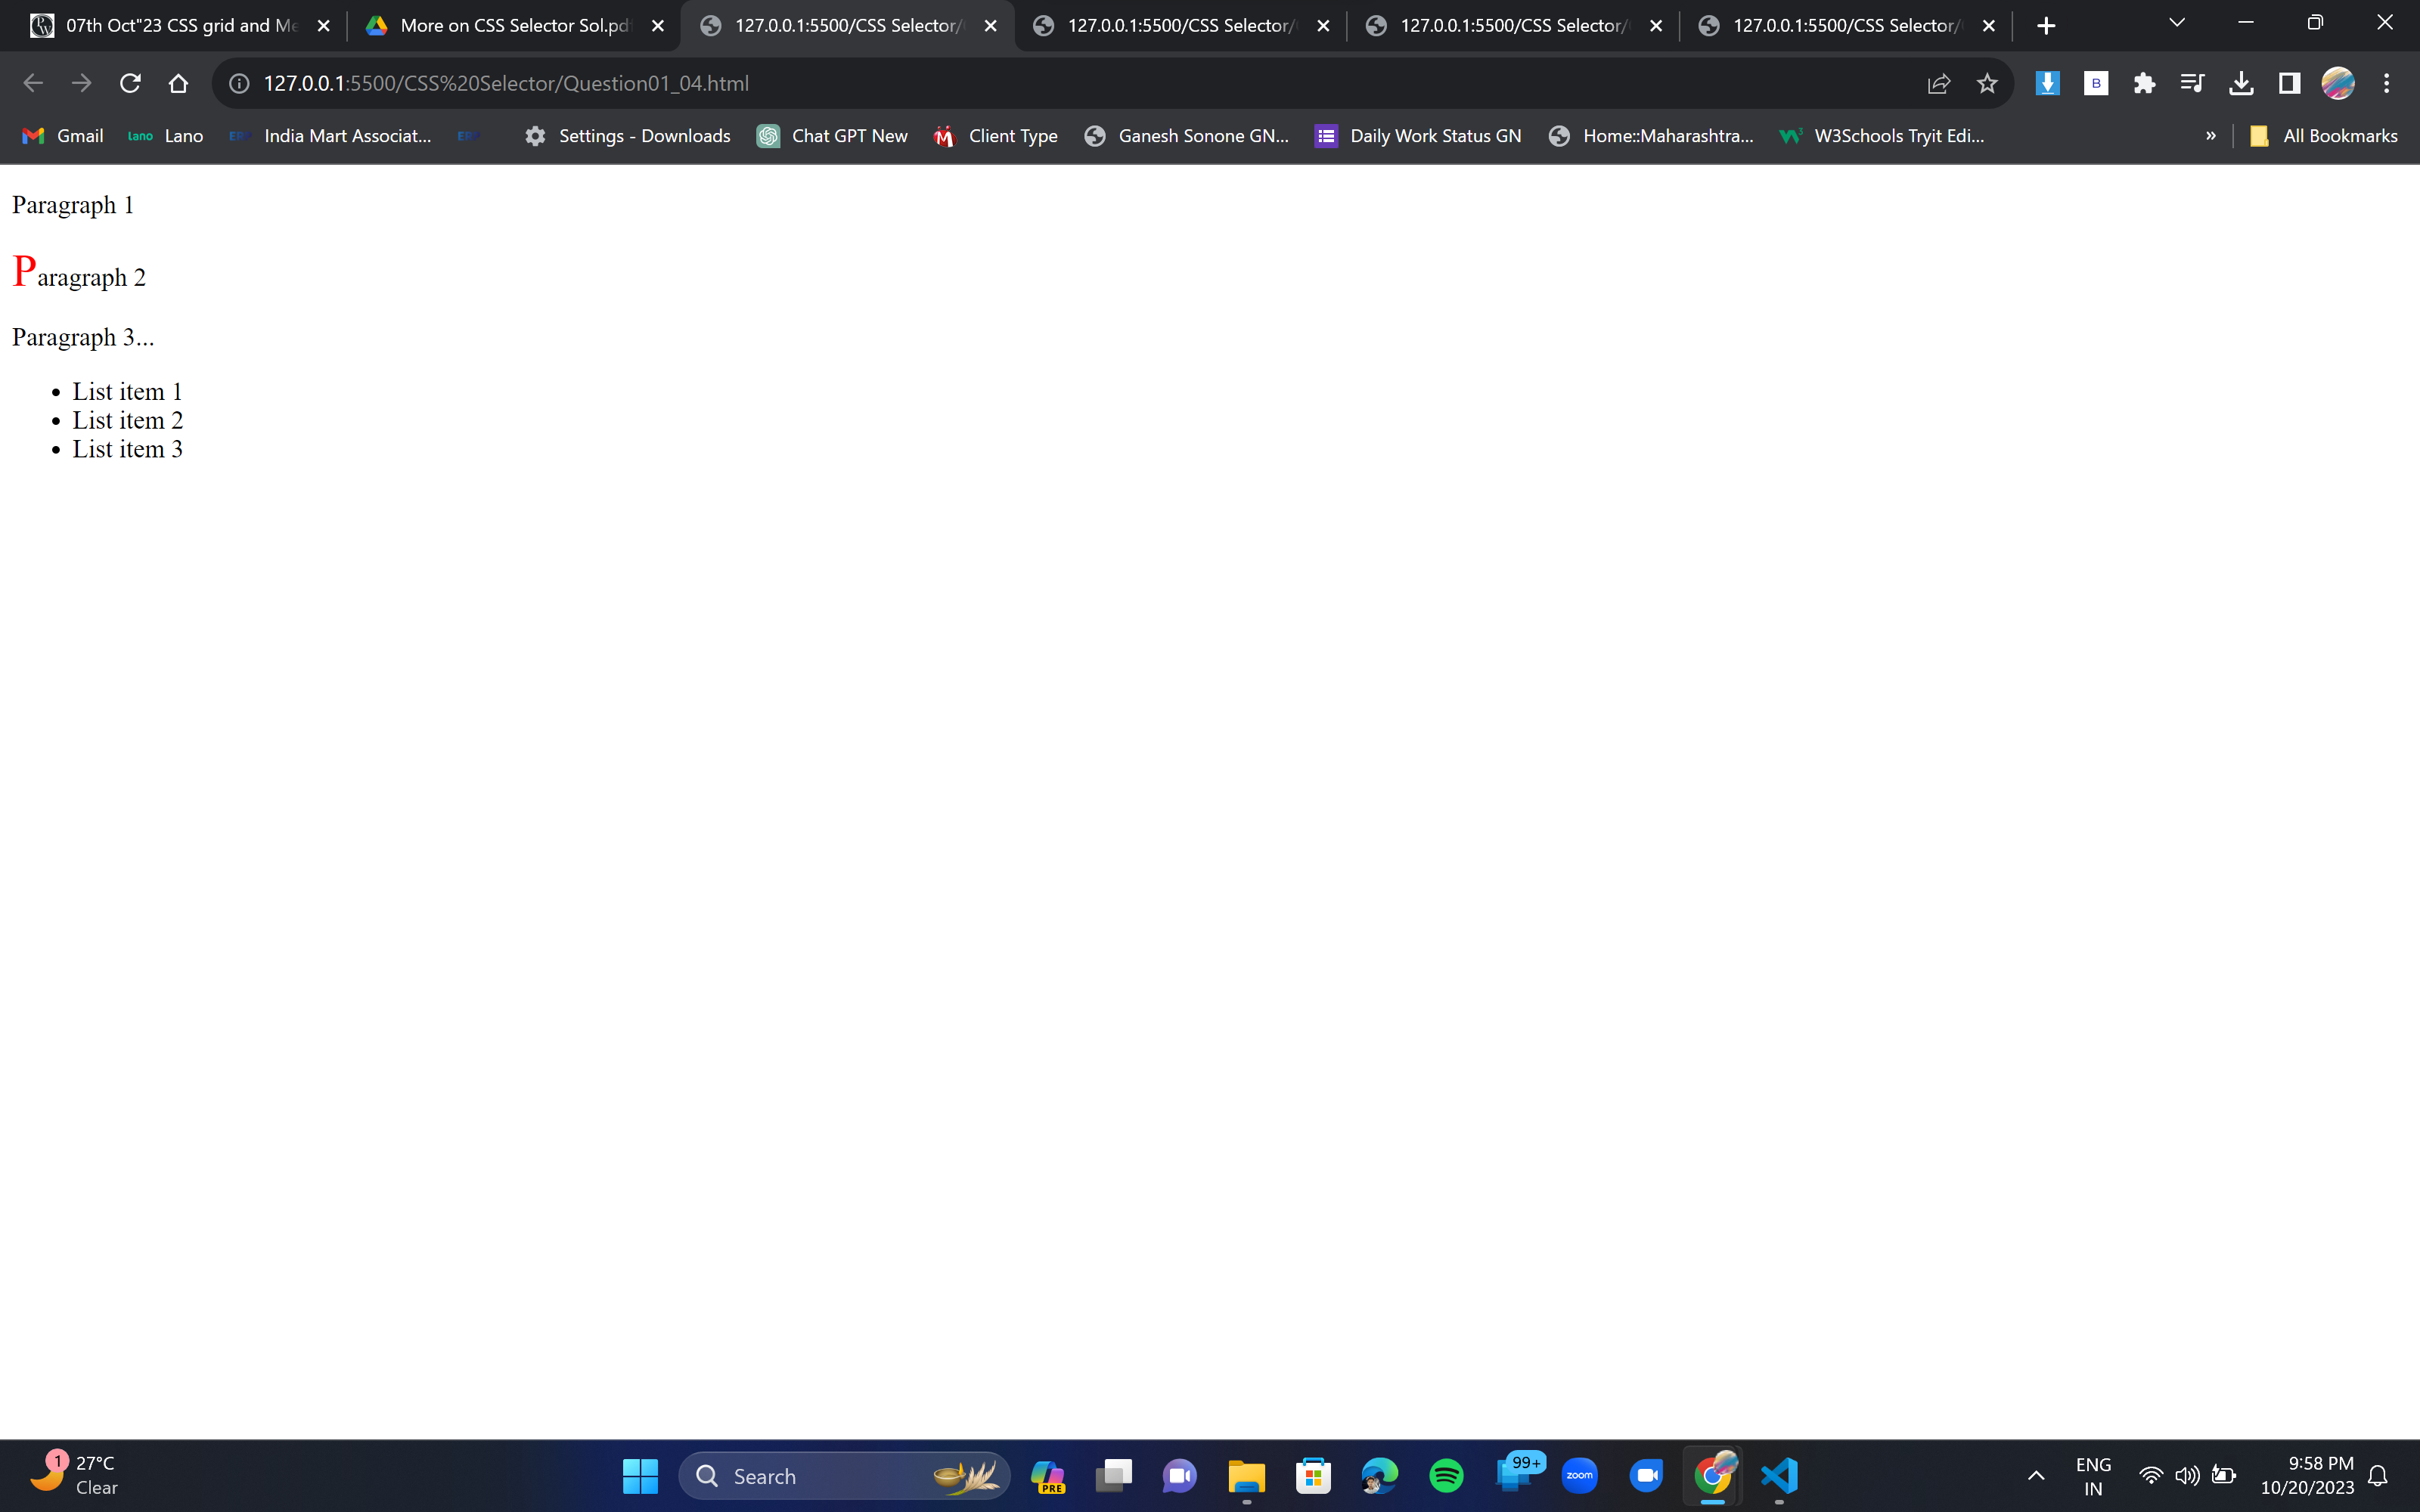 07th Oct"23 CSS grid and Me
More on CSS Selector Sol.pdf
127.0.0.1:5500/CSS Selector/
127.0.0.1:5500/CSS Selector/
127.0.0.1:5500/CSS Selector/
127.0.0.1:5500/CSS Selector/
127.0.0.1:5500/CSS%20Selector/Question01_04.html
B
Gmail
lano Lano
India Mart Associat...
Settings - Downloads
Chat GPT New
Client Type
Ganesh Sonone GN...
Daily Work Status GN
Home::Maharashtra...
W3Schools Tryit Edi...
»
All Bookmarks
Paragraph 1
Paragraph 2
Paragraph 3...
• List item 1
• List item 2
• List item 3
1
27°C
Clear
Search
PRE
99+
zoom
ENG
IN
9:58 PM
10/20/2023